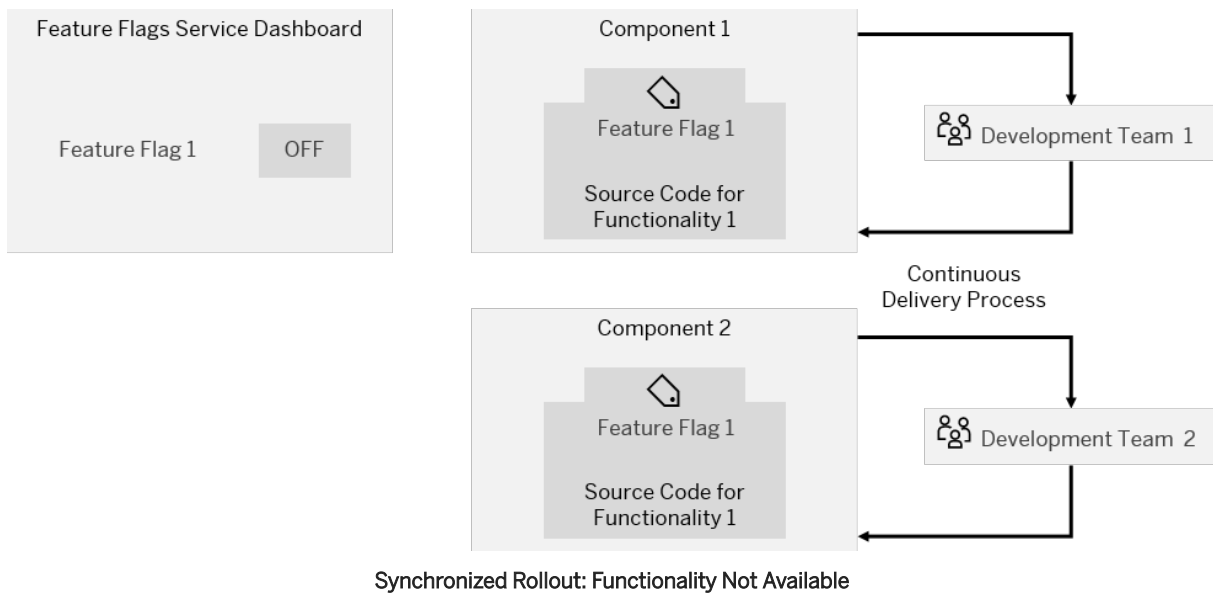 Feature Flags Service Dashboard
Feature Flag 1
OFF
Component 1
Feature Flag 1
Source Code for
Functionality 1
Development Team 1
Continuous
Delivery Process
Component 2
Feature Flag 1
Source Code for
Functionality 1
Development Team 2
Synchronized Rollout: Functionality Not Available